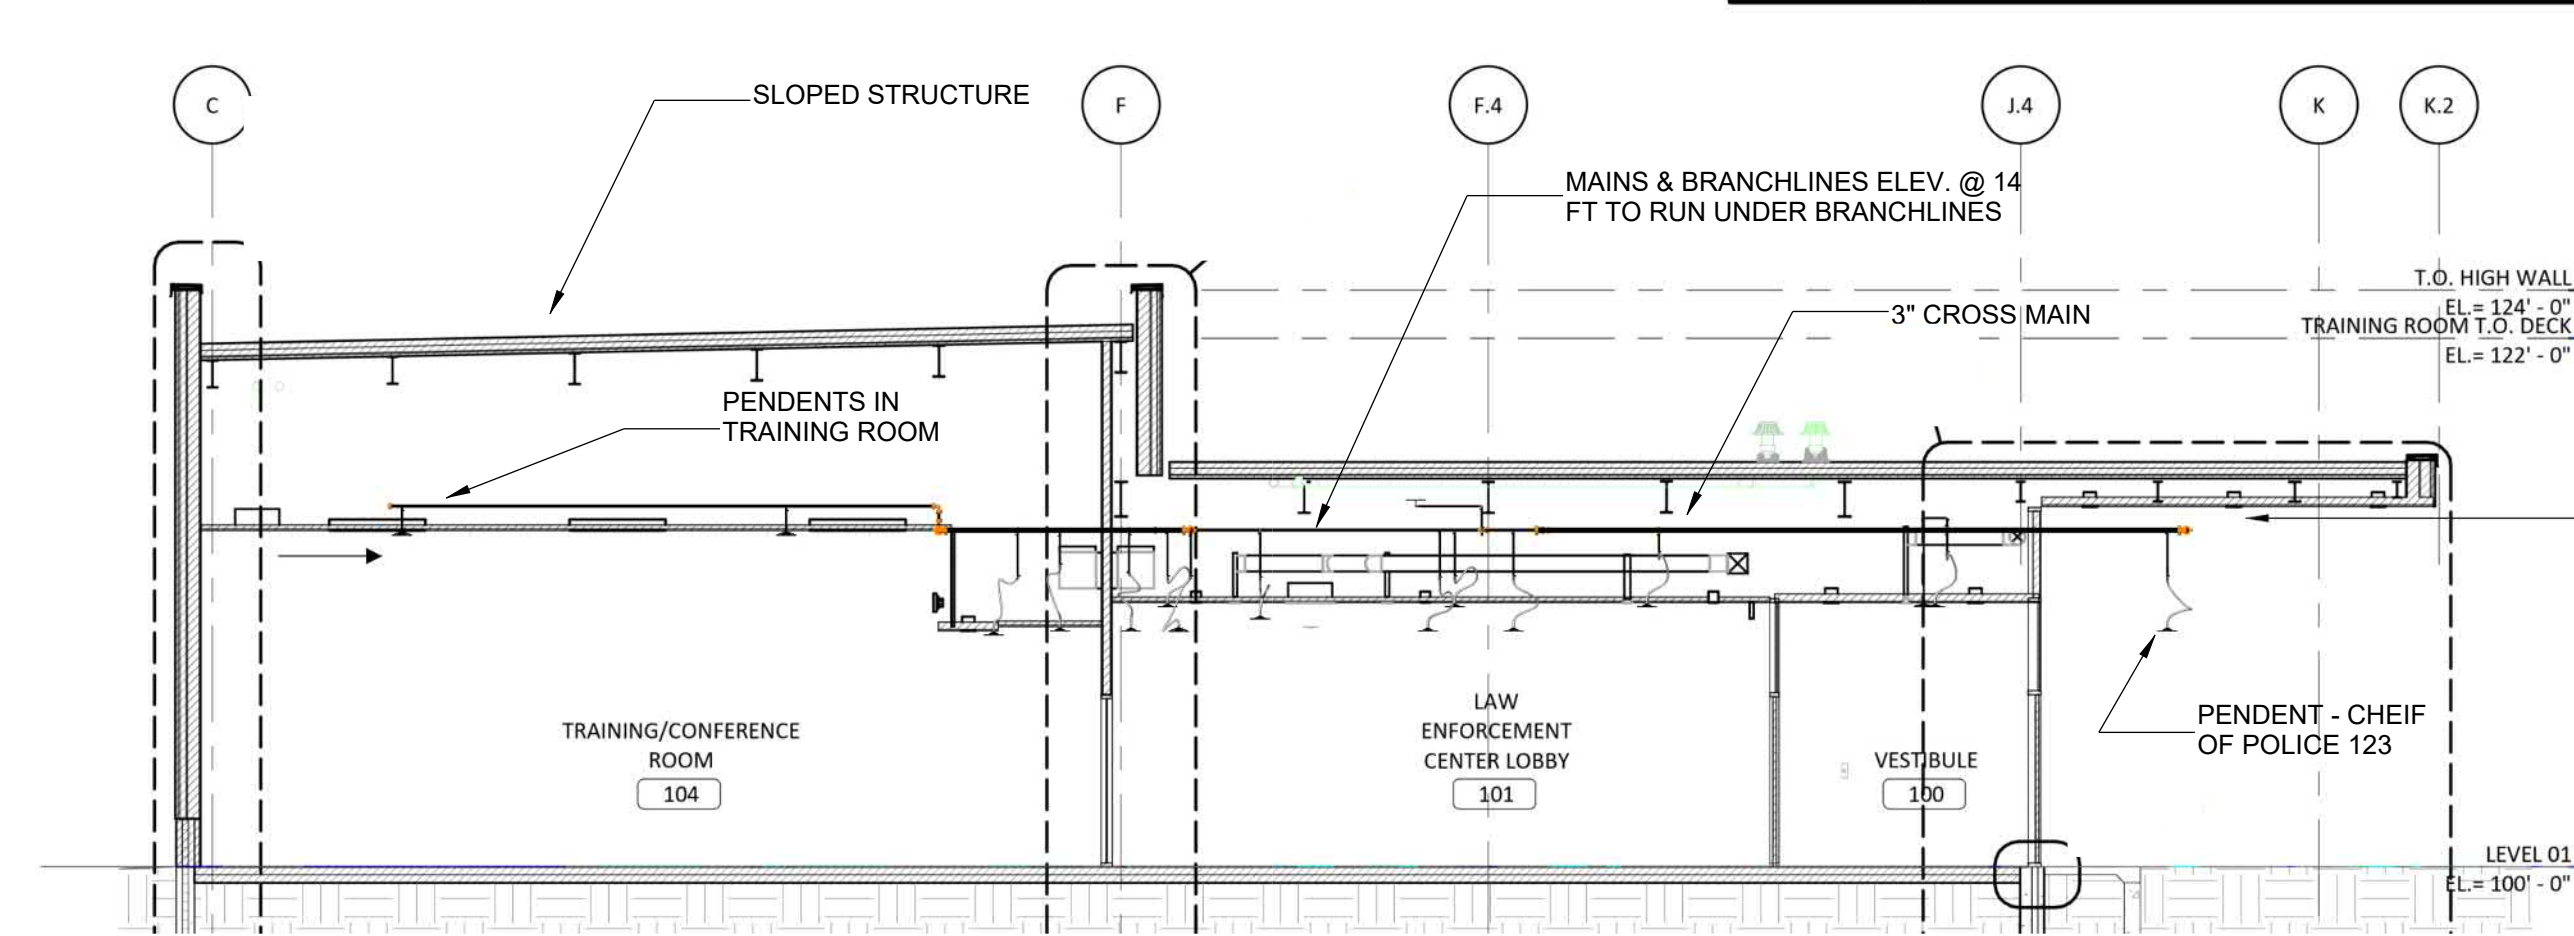 C
F
F.4
J.4
K
K.2
SLOPED STRUCTURE
MAINS & BRANCHLINES ELEV. @ 14
FT TO RUN UNDER BRANCHLINES
T.O. HIGH WALL
EL.= 124' - 0"
3" CROSS MAIN
TRAINING ROOM T.O. DECK
EL.= 122' - 0"
PENDENTS IN
TRAINING ROOM
LAW
ENFORCEMENT
CENTER LOBBY
101
TRAINING/CONFERENCE
ROOM
104
VESTIBULE
100
PENDENT - CHEIF
OF POLICE 123
LEVEL 01
EL.= 100' - 0"